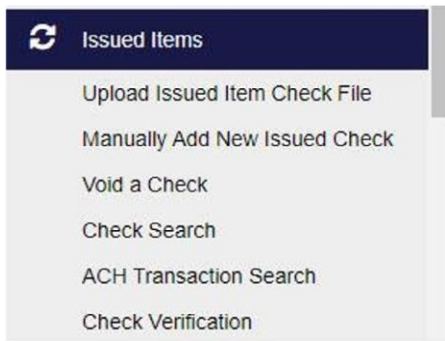 Issued Items
Upload Issued Item Check File
Manually Add New Issued Check
Void a Check
Check Search
ACH Transaction Search
Check Verification